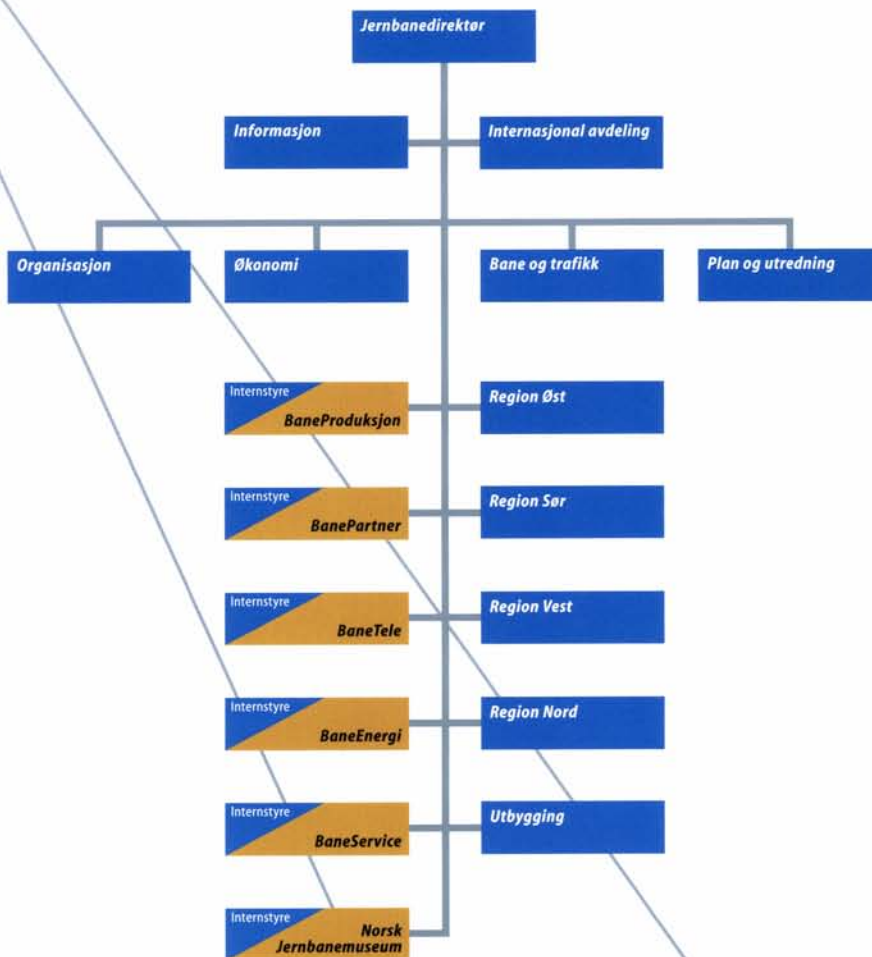 Jernbanedirektør
Informasjon
Internasjonal avdeling
Organisasjon
Økonomi
Bane og trafikk
Plan og utredning
Internstyre
BaneProduksjon
Region Øst
Internstyre
BanePartner
Region Sør
Internstyre
BaneTele
Region Vest
Internstyre
BaneEnergi
Region Nord
Internstyre
BaneService
Utbygging
Internstyre
Norsk
Jernbanemuseum